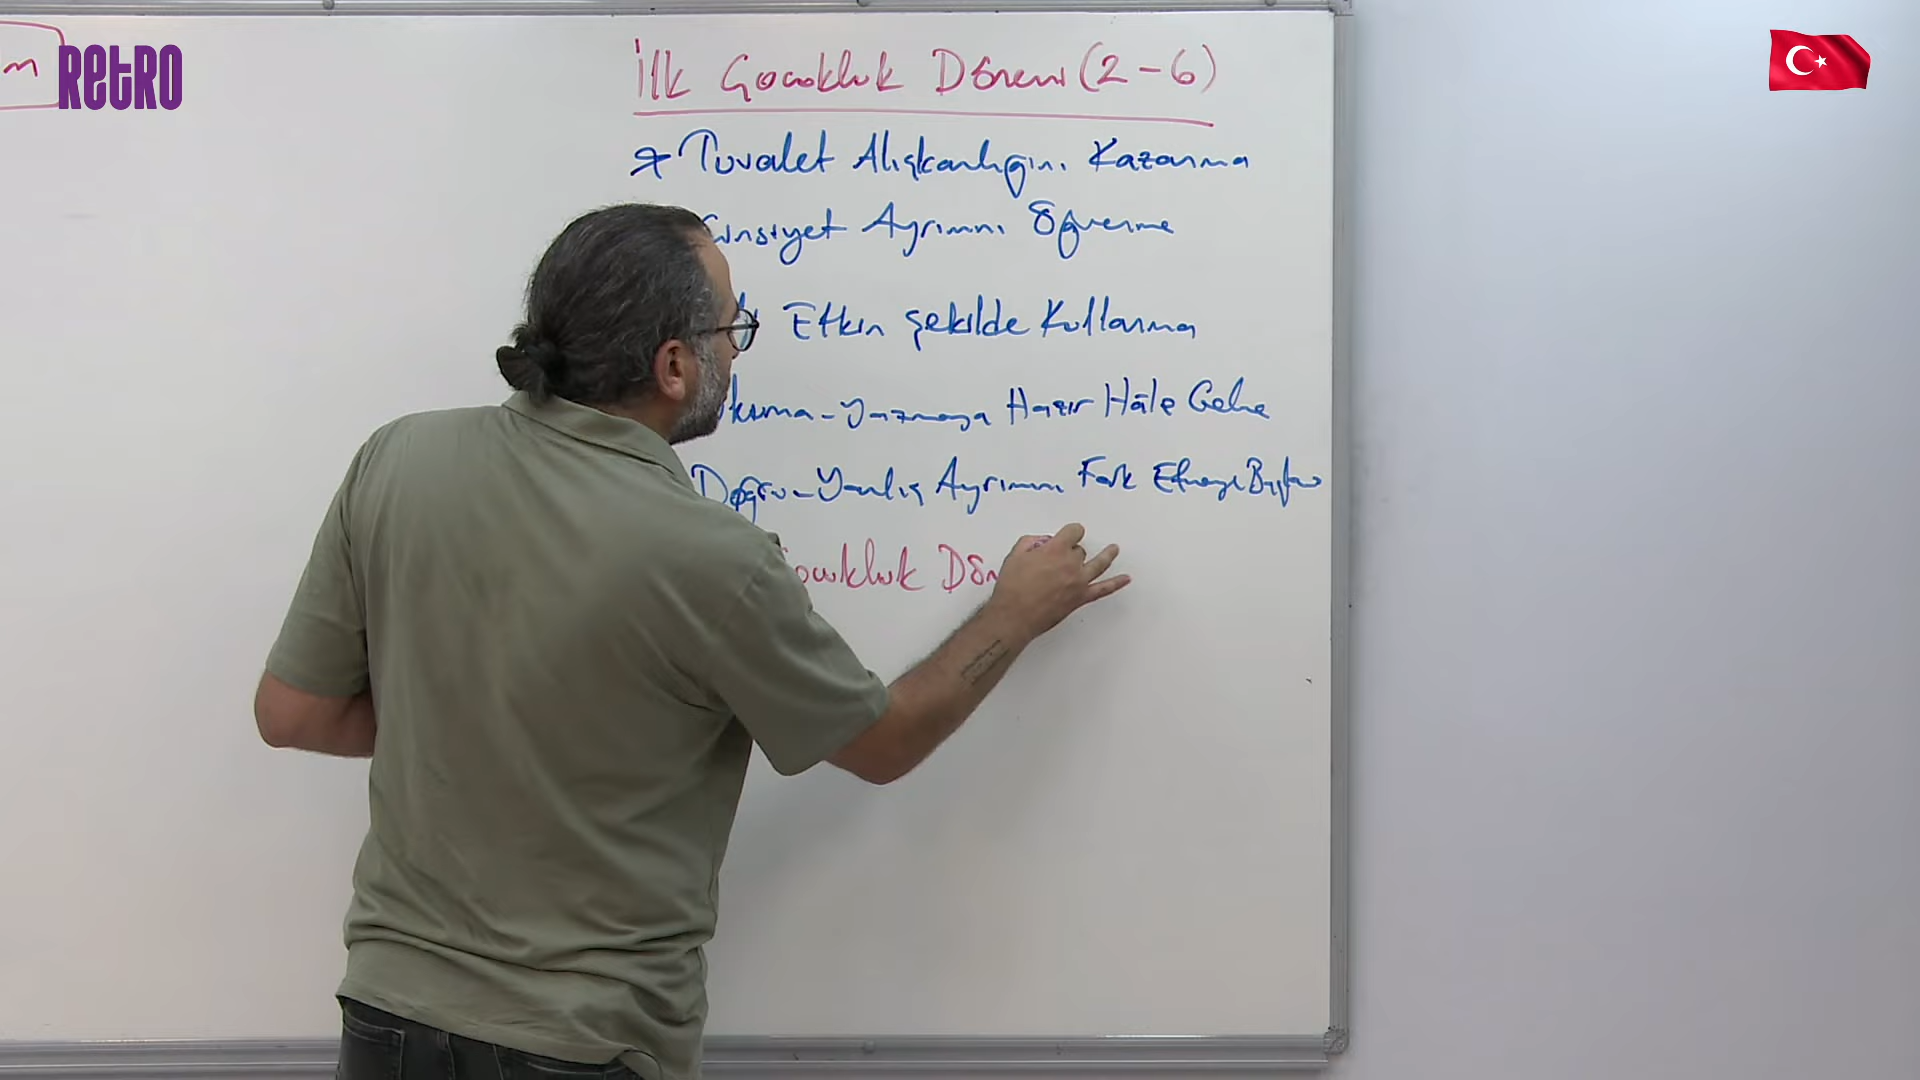 m
RETRO
İlk Çocukluk Dönemi (2-6)
* Tuvalet Alışkanlığını Kazanma
Cinsiyet Ayrımını Öğrenme
Etkin Şekilde Kullanma
Okuma-Yazmaya Hazır Hâle Gelme
Doğru-Yanlış Ayrımını Fark Etmeye Başlama
Çocukluk Dön